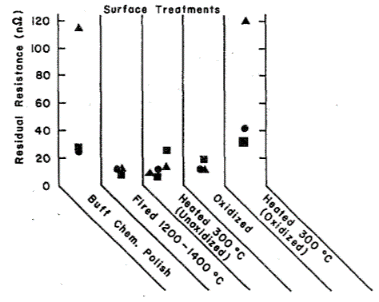 Surface Treatments
Residual Resistance (nΩ)
120
100
80
60
40
20
0
Buff Chem. Polish
Fired 1200-1400 °C
Heated 300 °C
(Unoxidized)
Oxidized
Heated 300 °C
(Oxidized)